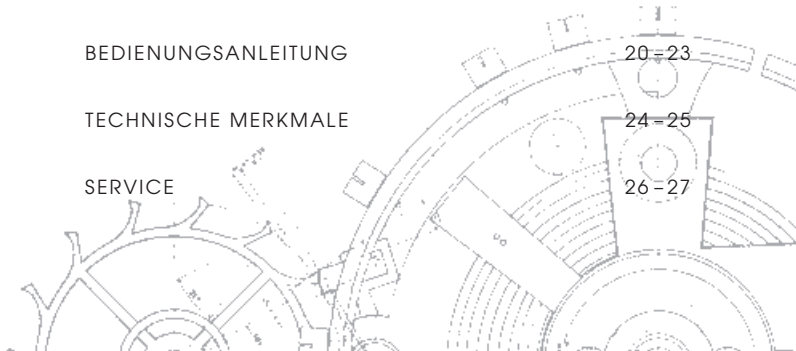 BEDIENUNGSANLEITUNG 20–23
TECHNISCHE MERKMALE 24–25
SERVICE 26–27